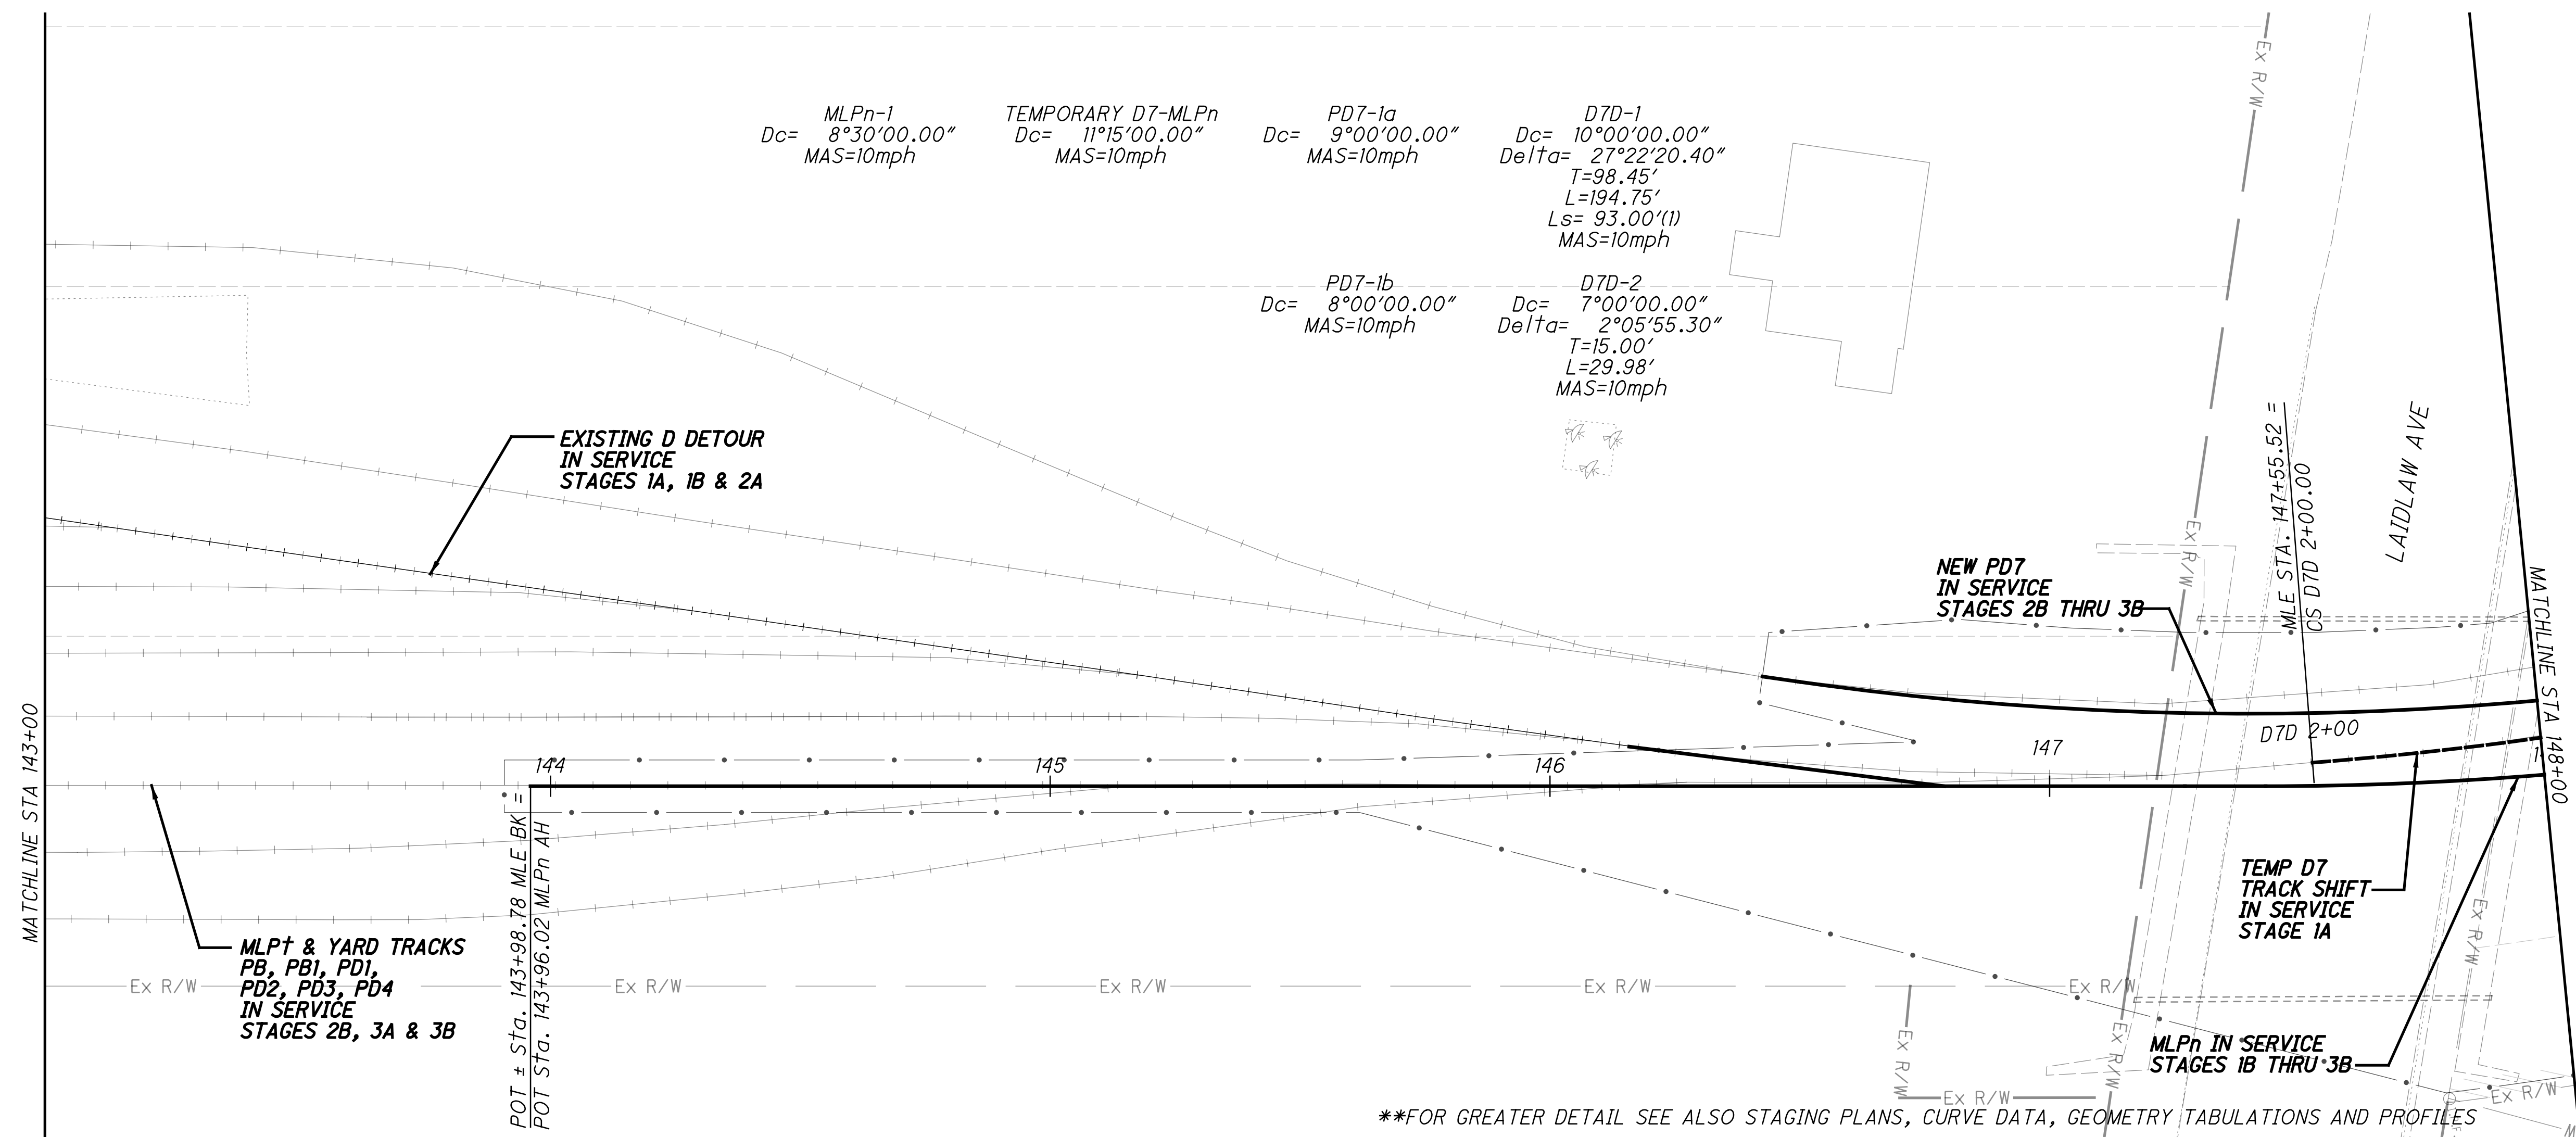 MLPn-1
Dc= 8°30'00.00"
MAS=10mph
TEMPORARY D7-MLPn
Dc= 11°15'00.00"
MAS=10mph
PD7-1a
Dc= 9°00'00.00"
MAS=10mph
D7D-1
Dc= 10°00'00.00"
Delta= 27°22'20.40"
T=98.45'
L=194.75'
Ls= 93.00'(1)
MAS=10mph
PD7-1b
Dc= 8°00'00.00"
MAS=10mph
D7D-2
Dc= 7°00'00.00"
Delta= 2°05'55.30"
T=15.00'
L=29.98'
MAS=10mph
Ex R/W
EXISTING D DETOUR
IN SERVICE
STAGES 1A, 1B & 2A
MLE STA. 147+55.52 =
CS D7D 2+00.00
LAIDLAW AVE
Ex R/W
NEW PD7
IN SERVICE
STAGES 2B THRU 3B
MATCHLINE STA 143+00
MATCHLINE STA 148+00
D7D 2+00
144
145
146
147
1
POT ± Sta. 143+98.78 MLE BK =
POT Sta. 143+96.02 MLPn AH
TEMP D7
TRACK SHIFT
IN SERVICE
STAGE 1A
MLP† & YARD TRACKS
PB, PB1, PD1,
PD2, PD3, PD4
IN SERVICE
STAGES 2B, 3A & 3B
Ex R/W
Ex R/W
Ex R/W
Ex R/W
Ex R/W
Ex R/W
Ex R/W
Ex R/W
MLPn IN SERVICE
STAGES 1B THRU 3B
Ex R/W
Ex R/W
**FOR GREATER DETAIL SEE ALSO STAGING PLANS, CURVE DATA, GEOMETRY TABULATIONS AND PROFILES